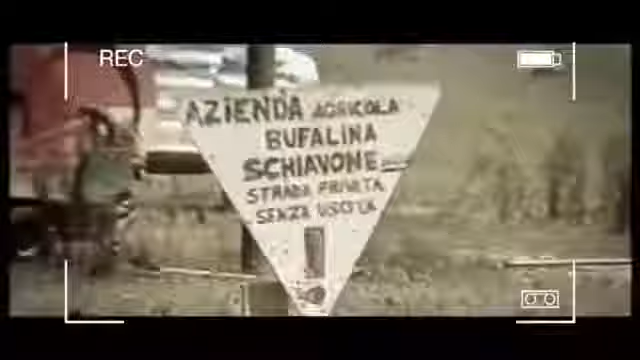 REC
AZIENDA AGRICOLA
BUFALINA
SCHIAVONE
STRADA PRIVATA
SENZA USCITA
!